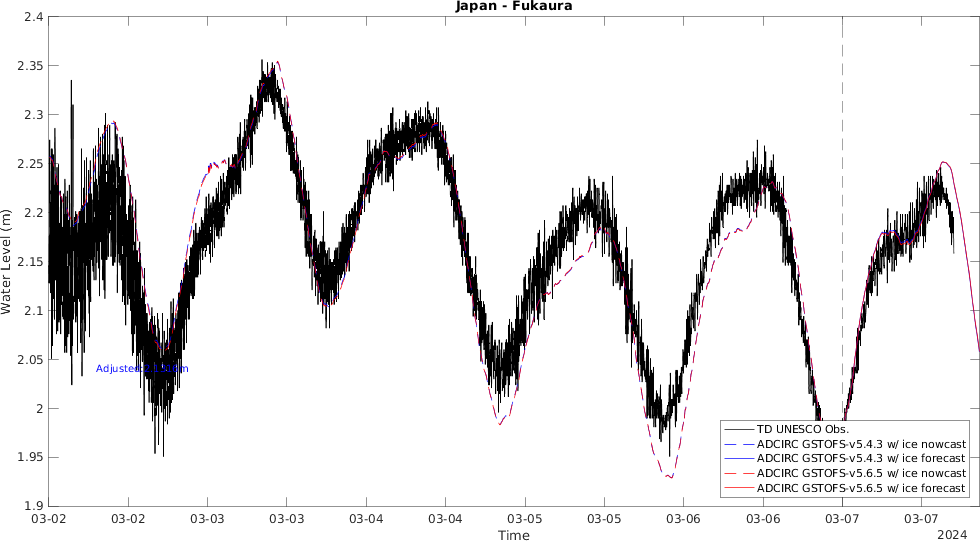 Japan - Fukaura
2.4
2.35
2.3
2.25
2.2
2.15
2.1
2.05
2
1.95
1.9
Water Level (m)
Adjusted
TD UNESCO Obs.
ADCIRC GSTOFS-v5.4.3 w/ ice nowcast
ADCIRC GSTOFS-v5.4.3 w/ ice forecast
ADCIRC GSTOFS-v5.6.5 w/ ice nowcast
ADCIRC GSTOFS-v5.6.5 w/ ice forecast
03-02 03-02 03-03 03-03 03-04 03-04 03-05 03-05 03-06 03-06 03-07 03-07
Time
2024